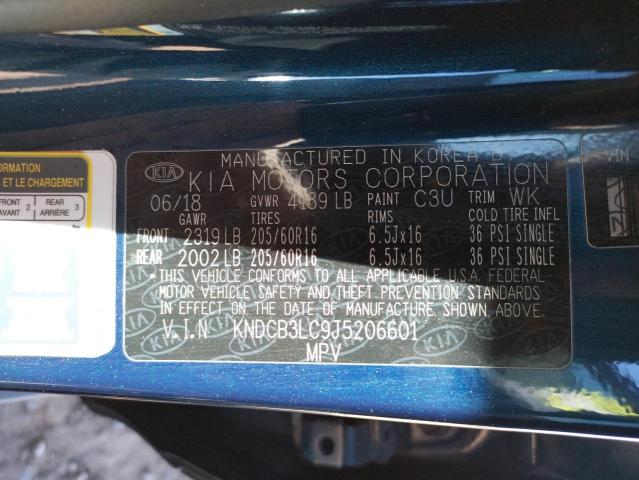 MANUFACTURED IN KOREA B
KIA KIA MOTORS CORPORATION
06/18 GVWR 4189 LB PAINT C3U TRIM WK
GAWR TIRES RIMS COLD TIRE INFL
FRONT 2319 LB 205/60R16 6.5Jx16 36 PSI SINGLE
REAR 2002 LB 205/60R16 6.5Jx16 36 PSI SINGLE
• THIS VEHICLE CONFORMS TO ALL APPLICABLE U.S.A. FEDERAL
MOTOR VEHICLE SAFETY AND THEFT PREVENTION STANDARDS
IN EFFECT ON THE DATE OF MANUFACTURE, SHOWN. ABOVE.
V.I.N KNDCB3LC9J5206601
MPV
ORMATION
ET LE CHARGEMENT
FRONT 2 REAR 3
AVANT ARRIÈRE
VIN